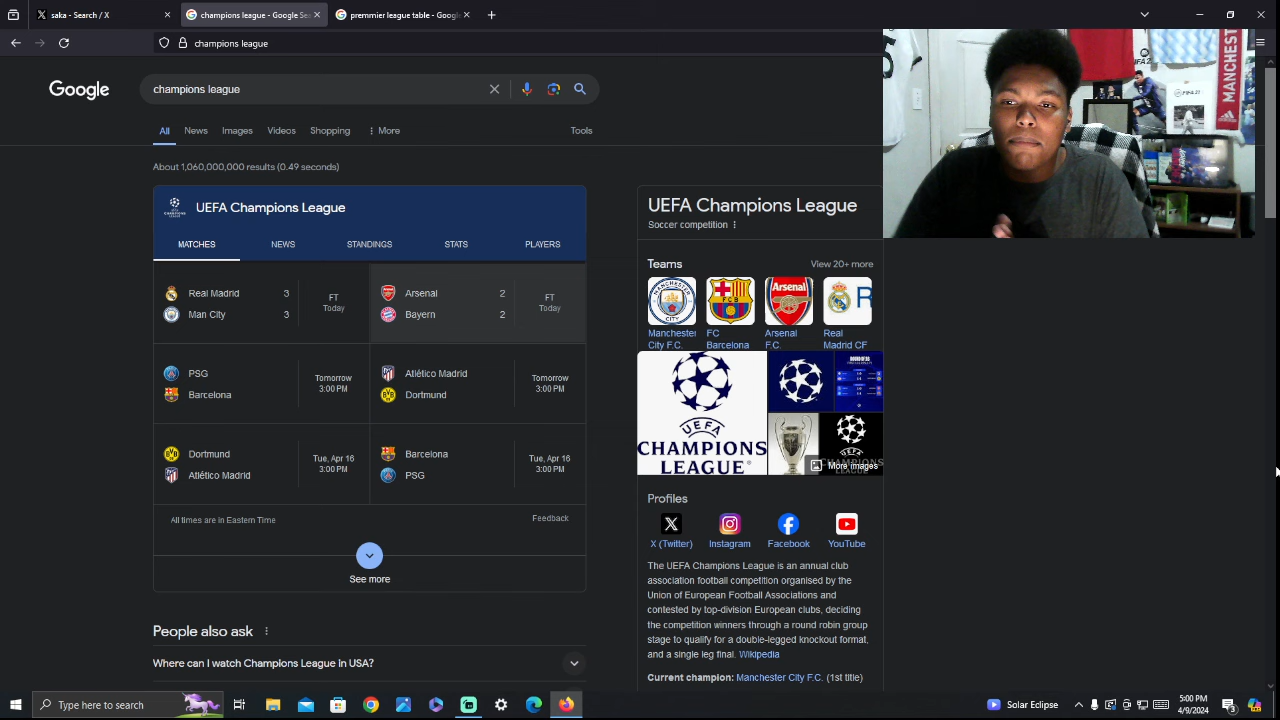 saka - Search / X
champions league - Google Sea
premmier league table - Google
champions league
Google
champions league
All
News
Images
Videos
Shopping
More
Tools
About 1,060,000,000 results (0.49 seconds)
UEFA Champions League
MATCHES
NEWS
STANDINGS
STATS
PLAYERS
Real Madrid 3
Man City 3
FT
Today
Arsenal 2
Bayern 2
FT
Today
PSG
Barcelona
Tomorrow
3:00 PM
Atlético Madrid
Dortmund
Tomorrow
3:00 PM
Dortmund
Atlético Madrid
Tue, Apr 16
3:00 PM
Barcelona
PSG
Tue, Apr 16
3:00 PM
All times are in Eastern Time
Feedback
See more
People also ask
Where can I watch Champions League in USA?
UEFA Champions League
Soccer competition
Teams
View 20+ more
Manchester
City F.C.
FC
Barcelona
Arsenal
F.C.
Real
Madrid CF
UEFA
CHAMPIONS
LEAGUE
More images
Profiles
X (Twitter)
Instagram
Facebook
YouTube
The UEFA Champions League is an annual club
association football competition organised by the
Union of European Football Associations and
contested by top-division European clubs, deciding
the competition winners through a round robin group
stage to qualify for a double-legged knockout format,
and a single leg final. Wikipedia
Current champion: Manchester City F.C. (1st title)
MANCHEST
Type here to search
Solar Eclipse
5:00 PM
4/9/2024
3